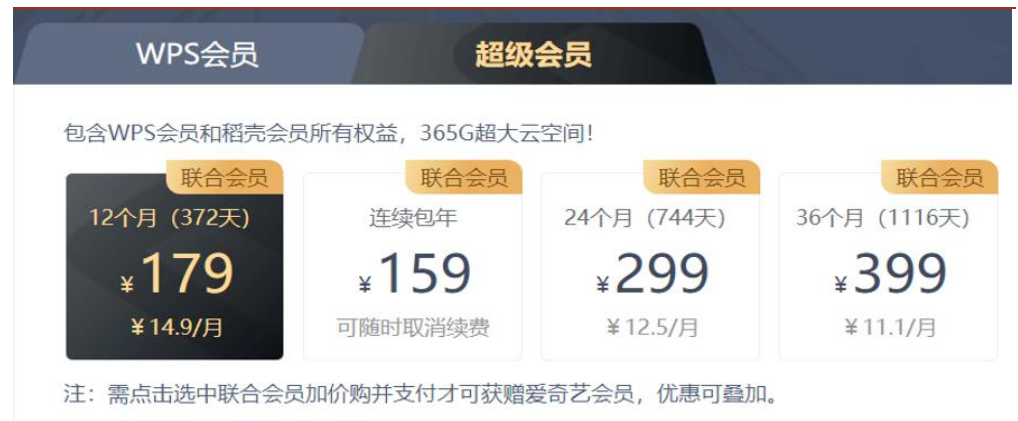 WPS会员 超级会员
包含WPS会员和稻壳会员所有权益，365G超大云空间！
联合会员 联合会员 联合会员 联合会员
12个月（372天） 连续包年 24个月（744天） 36个月（1116天）
¥179 ¥159 ¥299 ¥399
¥14.9/月 可随时取消续费 ¥12.5/月 ¥11.1/月
注：需点击选中联合会员加价购并支付才可获赠爱奇艺会员，优惠可叠加。